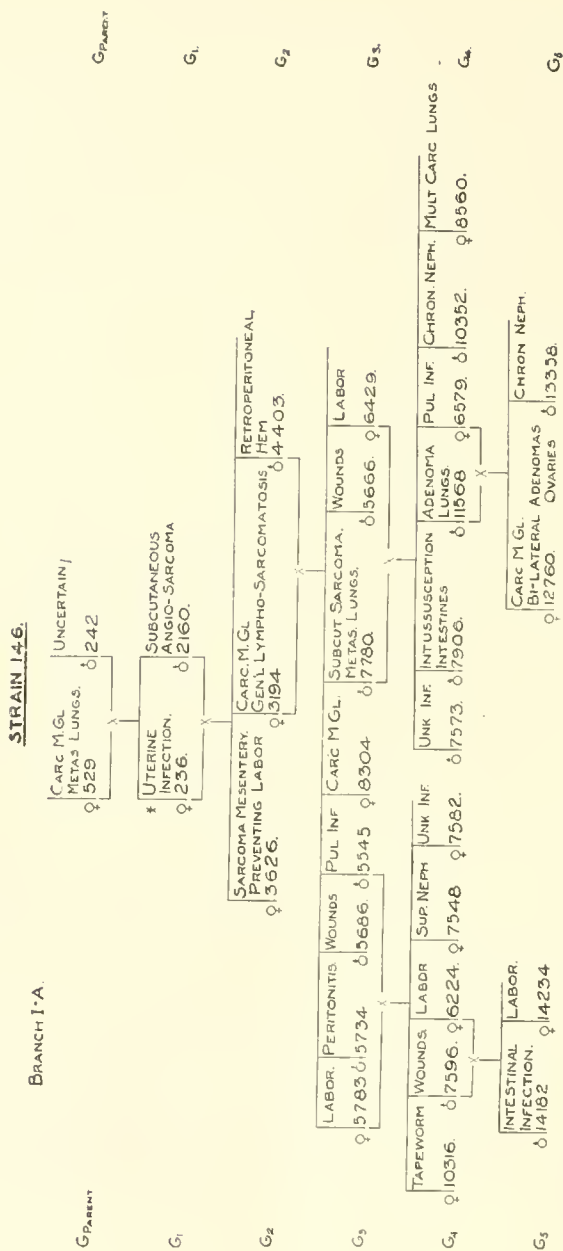 STRAIN 146.
BRANCH I-A.
GPARENT
CARC M.GL. METAS LUNGS. ♀529
UNCERTAIN, ♂242
GPARENT
G1
* UTERINE INFECTION. ♀236.
SUBCUTANEOUS ANGIO-SARCOMA ♂2160.
G1.
G2
SARCOMA MESENTERY. PREVENTING LABOR ♀3626.
CARC. M.GL GEN'L LYMPHO-SARCOMATOSIS ♀3194
RETROPERITONEAL, HEM ♂4403.
G2
G3
LABOR. ♀5783
PERITONITIS. ♂5734
WOUNDS ♂5686.
PUL INF ♂5545
CARC M GL. ♀8304
SUBCUT SARCOMA. METAS. LUNGS. ♂7780.
WOUNDS ♂5666.
LABOR ♀6429.
G3.
G4
TAPEWORM ♀10316.
WOUNDS. ♂7596.
LABOR ♀6224.
SUP. NEPH ♀7548
UNK INF ♀7582.
UNK INF. ♂7573.
INTUSSUSCEPTION INTESTINES ♂7906.
ADENOMA LUNGS. ♂11568
PUL INF. ♀6579.
CHRON. NEPH. ♂10352.
MULT CARC LUNGS ♀8560.
G4.
G5
INTESTINAL INFECTION. ♂14182
LABOR. ♀14234
CARC M GL. BI-LATERAL ADENOMAS OVARIES ♀12760.
CHRON NEPH. ♂13338.